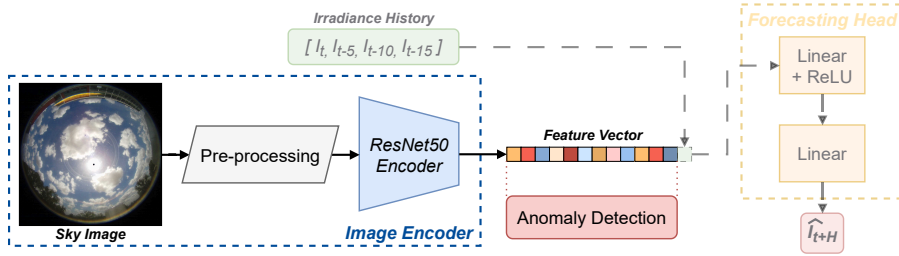 Irradiance History
[ I_t, I_t-5, I_t-10, I_t-15 ]
Forecasting Head
Linear
+ ReLU
Pre-processing
ResNet50
Encoder
Feature Vector
Linear
Anomaly Detection
Sky Image
Image Encoder
Î_t+H